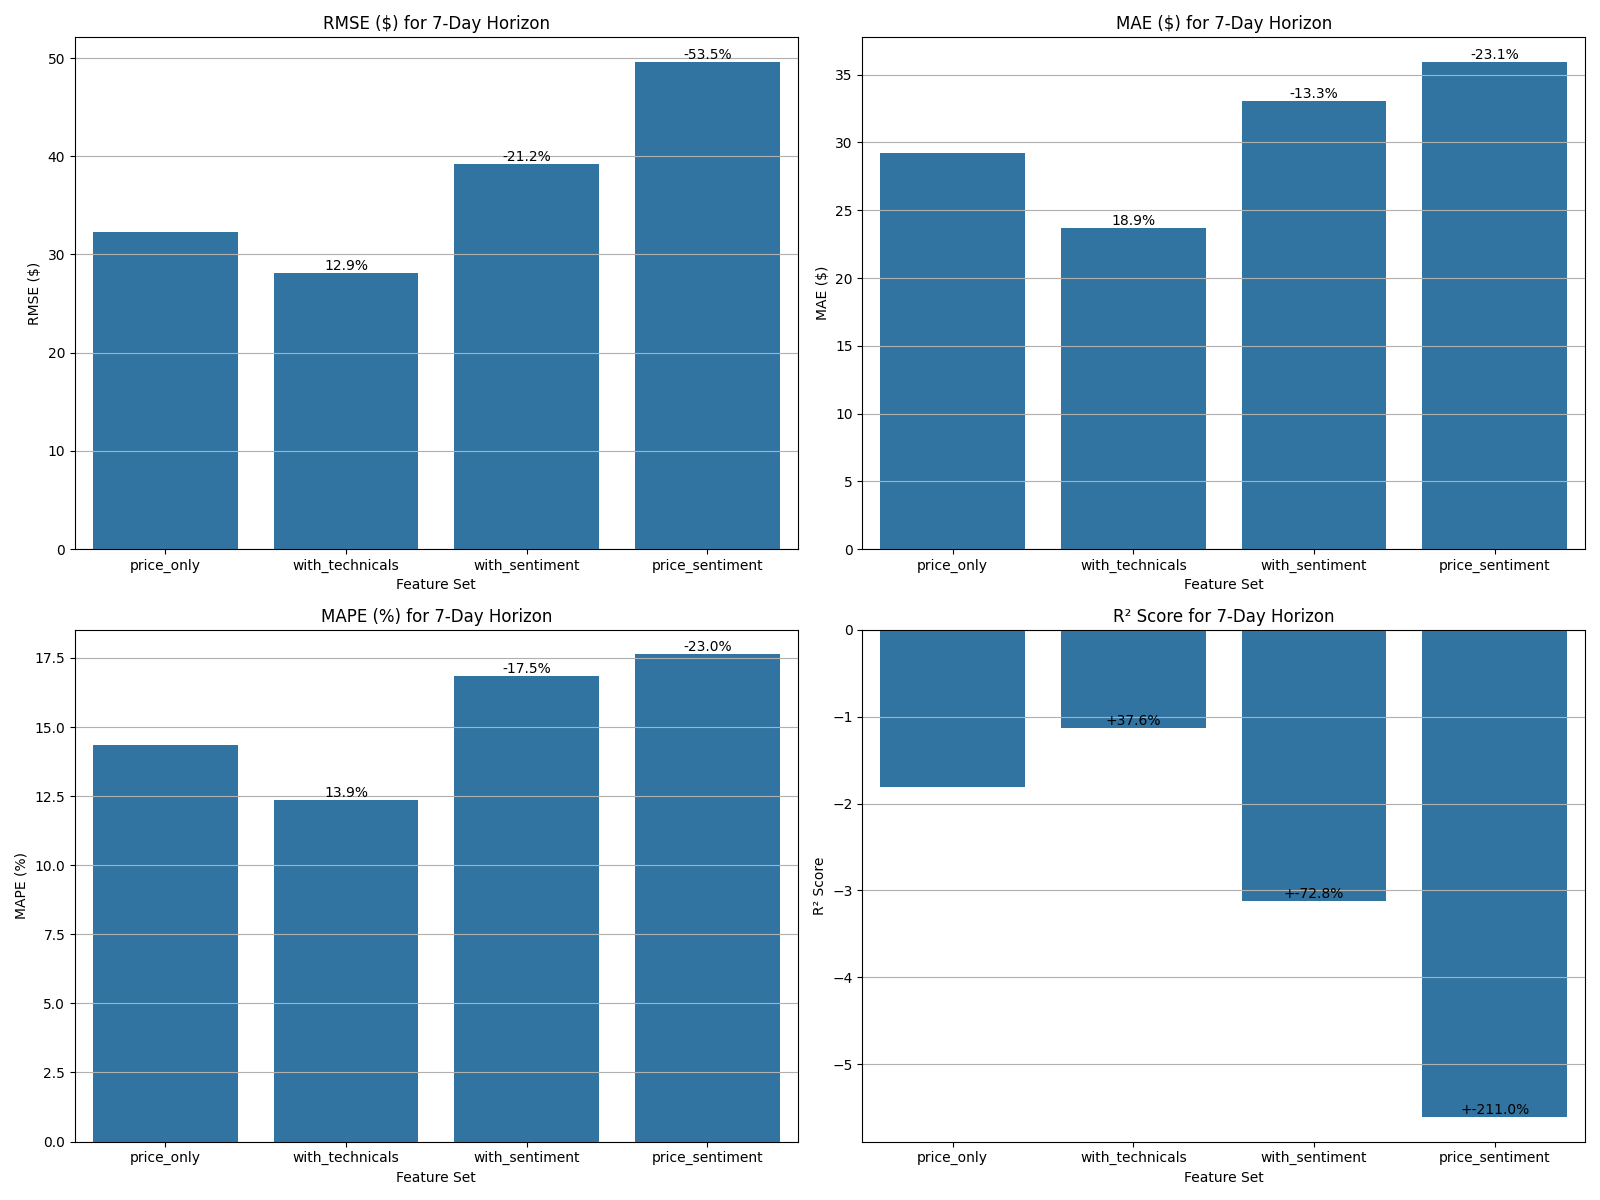 RMSE ($) for 7-Day Horizon
50
40
30
20
10
0
RMSE ($)
12.9%
-21.2%
-53.5%
price_only with_technicals with_sentiment price_sentiment
Feature Set
MAE ($) for 7-Day Horizon
35
30
25
20
15
10
5
0
MAE ($)
18.9%
-13.3%
-23.1%
price_only with_technicals with_sentiment price_sentiment
Feature Set
MAPE (%) for 7-Day Horizon
17.5
15.0
12.5
10.0
7.5
5.0
2.5
0.0
MAPE (%)
13.9%
-17.5%
-23.0%
price_only with_technicals with_sentiment price_sentiment
Feature Set
R² Score for 7-Day Horizon
0
−1
−2
−3
−4
−5
R² Score
+37.6%
+-72.8%
+-211.0%
price_only with_technicals with_sentiment price_sentiment
Feature Set